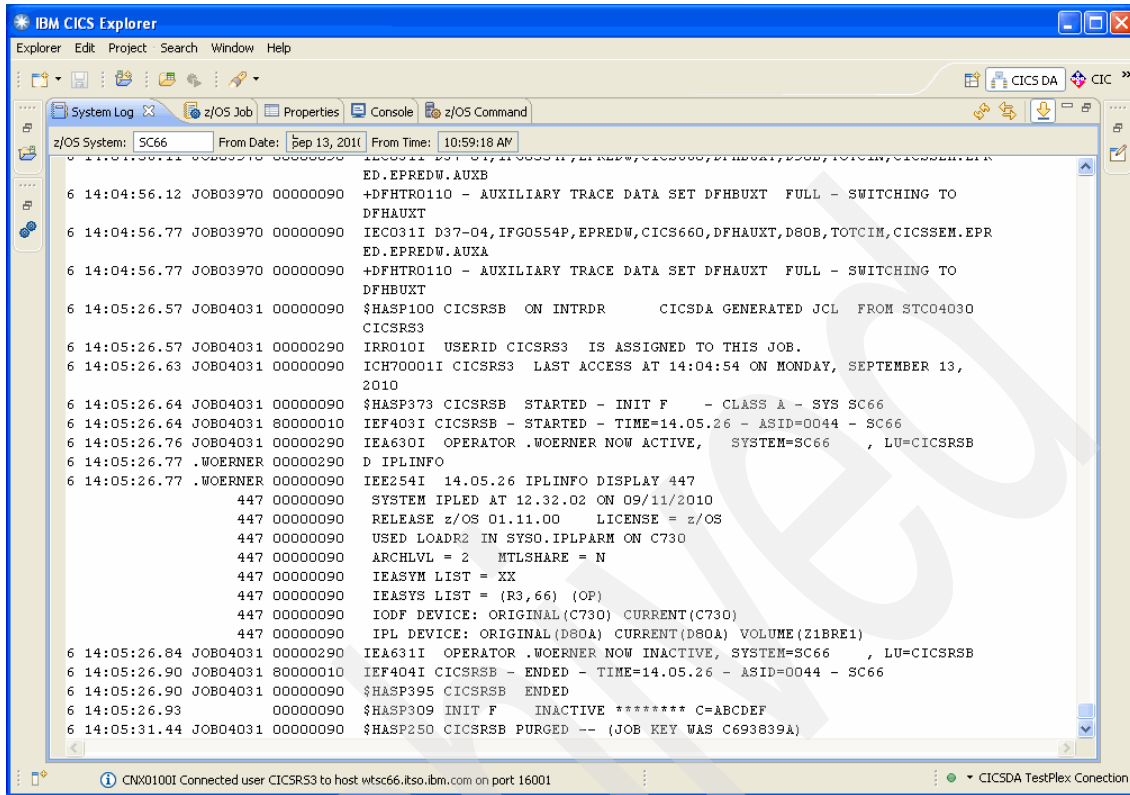 IBM CICS Explorer
Explorer Edit Project Search Window Help
CICS DA CIC »
System Log z/OS Job Properties Console z/OS Command
z/OS System: SC66 From Date: Sep 13, 201( From Time: 10:59:18 AM
ED.EPREDW.AUXB
6 14:04:56.12 JOB03970 00000090 +DFHTR0110 - AUXILIARY TRACE DATA SET DFHBUXT FULL - SWITCHING TO
DFHAUXT
6 14:04:56.77 JOB03970 00000090 IEC031I D37-04,IFG0554P,EPREDW,CICS660,DFHAUXT,D80B,TOTCIM,CICSSEM.EPR
ED.EPREDW.AUXA
6 14:04:56.77 JOB03970 00000090 +DFHTR0110 - AUXILIARY TRACE DATA SET DFHAUXT FULL - SWITCHING TO
DFHBUXT
6 14:05:26.57 JOB04031 00000090 $HASP100 CICSRSB ON INTRDR CICSDA GENERATED JCL FROM STC04030
CICSRS3
6 14:05:26.57 JOB04031 00000290 IRR010I USERID CICSRS3 IS ASSIGNED TO THIS JOB.
6 14:05:26.63 JOB04031 00000090 ICH70001I CICSRS3 LAST ACCESS AT 14:04:54 ON MONDAY, SEPTEMBER 13,
2010
6 14:05:26.64 JOB04031 00000090 $HASP373 CICSRSB STARTED - INIT F - CLASS A - SYS SC66
6 14:05:26.64 JOB04031 80000010 IEF403I CICSRSB - STARTED - TIME=14.05.26 - ASID=0044 - SC66
6 14:05:26.76 JOB04031 00000290 IEA630I OPERATOR .WOERNER NOW ACTIVE, SYSTEM=SC66 , LU=CICSRSB
6 14:05:26.77 .WOERNER 00000290 D IPLINFO
6 14:05:26.77 .WOERNER 00000090 IEE254I 14.05.26 IPLINFO DISPLAY 447
447 00000090 SYSTEM IPLED AT 12.32.02 ON 09/11/2010
447 00000090 RELEASE z/OS 01.11.00 LICENSE = z/OS
447 00000090 USED LOADR2 IN SYS0.IPLPARM ON C730
447 00000090 ARCHLVL = 2 MTLSHARE = N
447 00000090 IEASYM LIST = XX
447 00000090 IEASYS LIST = (R3,66) (OP)
447 00000090 IODF DEVICE: ORIGINAL(C730) CURRENT(C730)
447 00000090 IPL DEVICE: ORIGINAL(D80A) CURRENT(D80A) VOLUME(Z1BRE1)
6 14:05:26.84 JOB04031 00000290 IEA631I OPERATOR .WOERNER NOW INACTIVE, SYSTEM=SC66 , LU=CICSRSB
6 14:05:26.90 JOB04031 80000010 IEF404I CICSRSB - ENDED - TIME=14.05.26 - ASID=0044 - SC66
6 14:05:26.90 JOB04031 00000090 $HASP395 CICSRSB ENDED
6 14:05:26.93 00000090 $HASP309 INIT F INACTIVE ******** C=ABCDEF
6 14:05:31.44 JOB04031 00000090 $HASP250 CICSRSB PURGED -- (JOB KEY WAS C693839A)
CNX0100I Connected user CICSRS3 to host wtsc66.itso.ibm.com on port 16001
CICSDA TestPlex Conection